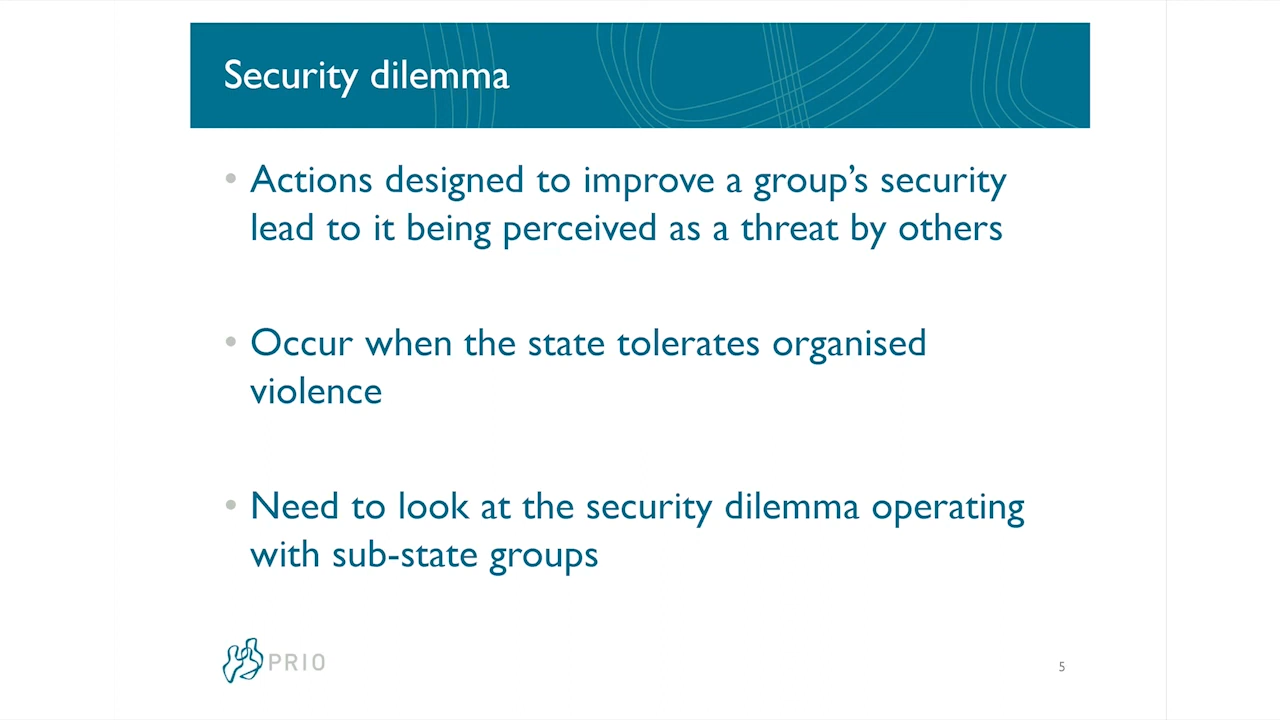 Security dilemma
• Actions designed to improve a group’s security
lead to it being perceived as a threat by others
• Occur when the state tolerates organised
violence
• Need to look at the security dilemma operating
with sub-state groups
PRIO
5